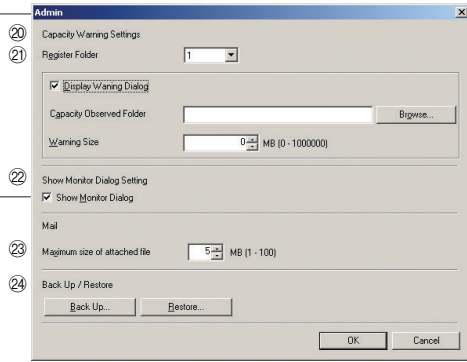 Admin
⑳ Capacity Warning Settings
㉑ Register Folder 1
Display Waning Dialog
Capacity Observed Folder Browse...
Warning Size 0 MB (0 - 1000000)
㉒ Show Monitor Dialog Setting
Show Monitor Dialog
Mail
㉓ Maximum size of attached file 5 MB (1 - 100)
㉔ Back Up / Restore
Back Up... Restore...
OK Cancel